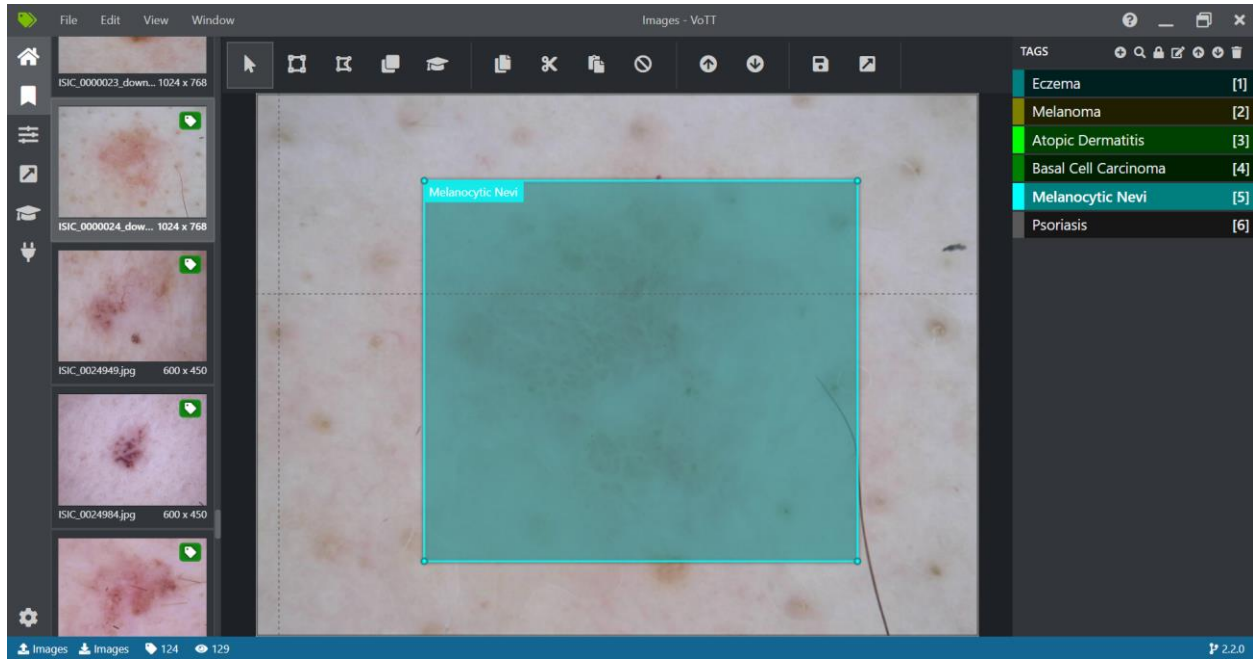 File Edit View Window
Images - VoTT
ISIC_0000023_down... 1024 x 768
ISIC_0000024_dow... 1024 x 768
ISIC_0024949.jpg 600 x 450
ISIC_0024984.jpg 600 x 450
Melanocytic Nevi
TAGS
Eczema [1]
Melanoma [2]
Atopic Dermatitis [3]
Basal Cell Carcinoma [4]
Melanocytic Nevi [5]
Psoriasis [6]
Images Images 124 129
2.2.0